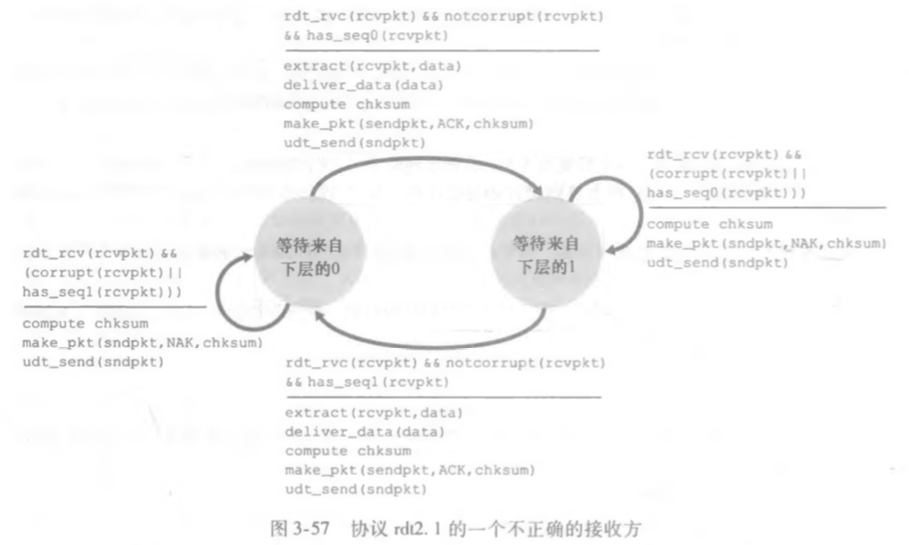 rdt_rvc(rcvpkt) && notcorrupt(rcvpkt)
&& has_seq0(rcvpkt)
extract(rcvpkt,data)
deliver_data(data)
compute chksum
make_pkt(sendpkt,ACK,chksum)
udt_send(sndpkt)
rdt_rcv(rcvpkt) &&
(corrupt(rcvpkt)||
has_seq0(rcvpkt)))
compute chksum
make_pkt(sndpkt,NAK,chksum)
udt_send(sndpkt)
等待来自
下层的0
等待来自
下层的1
rdt_rcv(rcvpkt) &&
(corrupt(rcvpkt)||
has_seq1(rcvpkt)))
compute chksum
make_pkt(sndpkt,NAK,chksum)
udt_send(sndpkt)
rdt_rvc(rcvpkt) && notcorrupt(rcvpkt)
&& has_seq1(rcvpkt)
extract(rcvpkt,data)
deliver_data(data)
compute chksum
make_pkt(sendpkt,ACK,chksum)
udt_send(sndpkt)
图 3-57 协议 rdt2.1 的一个不正确的接收方